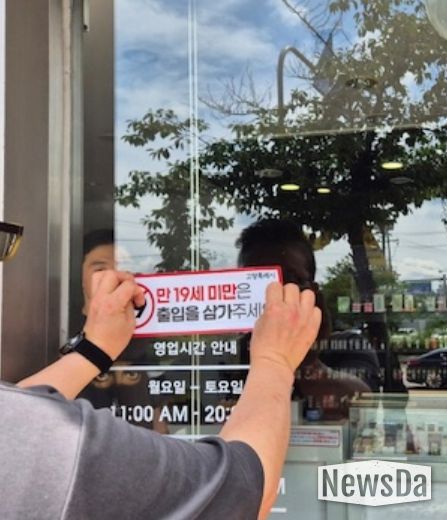 고양특례시
만 19세 미만은
출입을 삼가주세
영업시간 안내
월요일 - 토요일
11:00 AM - 20:
NewsDa